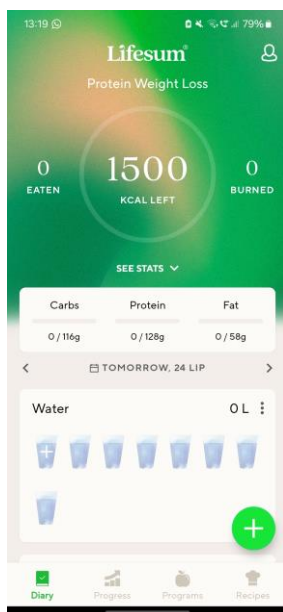 13:19 79%
Lifesum®
Protein Weight Loss
0 1500 0
EATEN KCAL LEFT BURNED
SEE STATS
Carbs Protein Fat
0 / 116g 0 / 128g 0 / 58g
< TOMORROW, 24 LIP >
Water 0 L
Diary Progress Programs Recipes